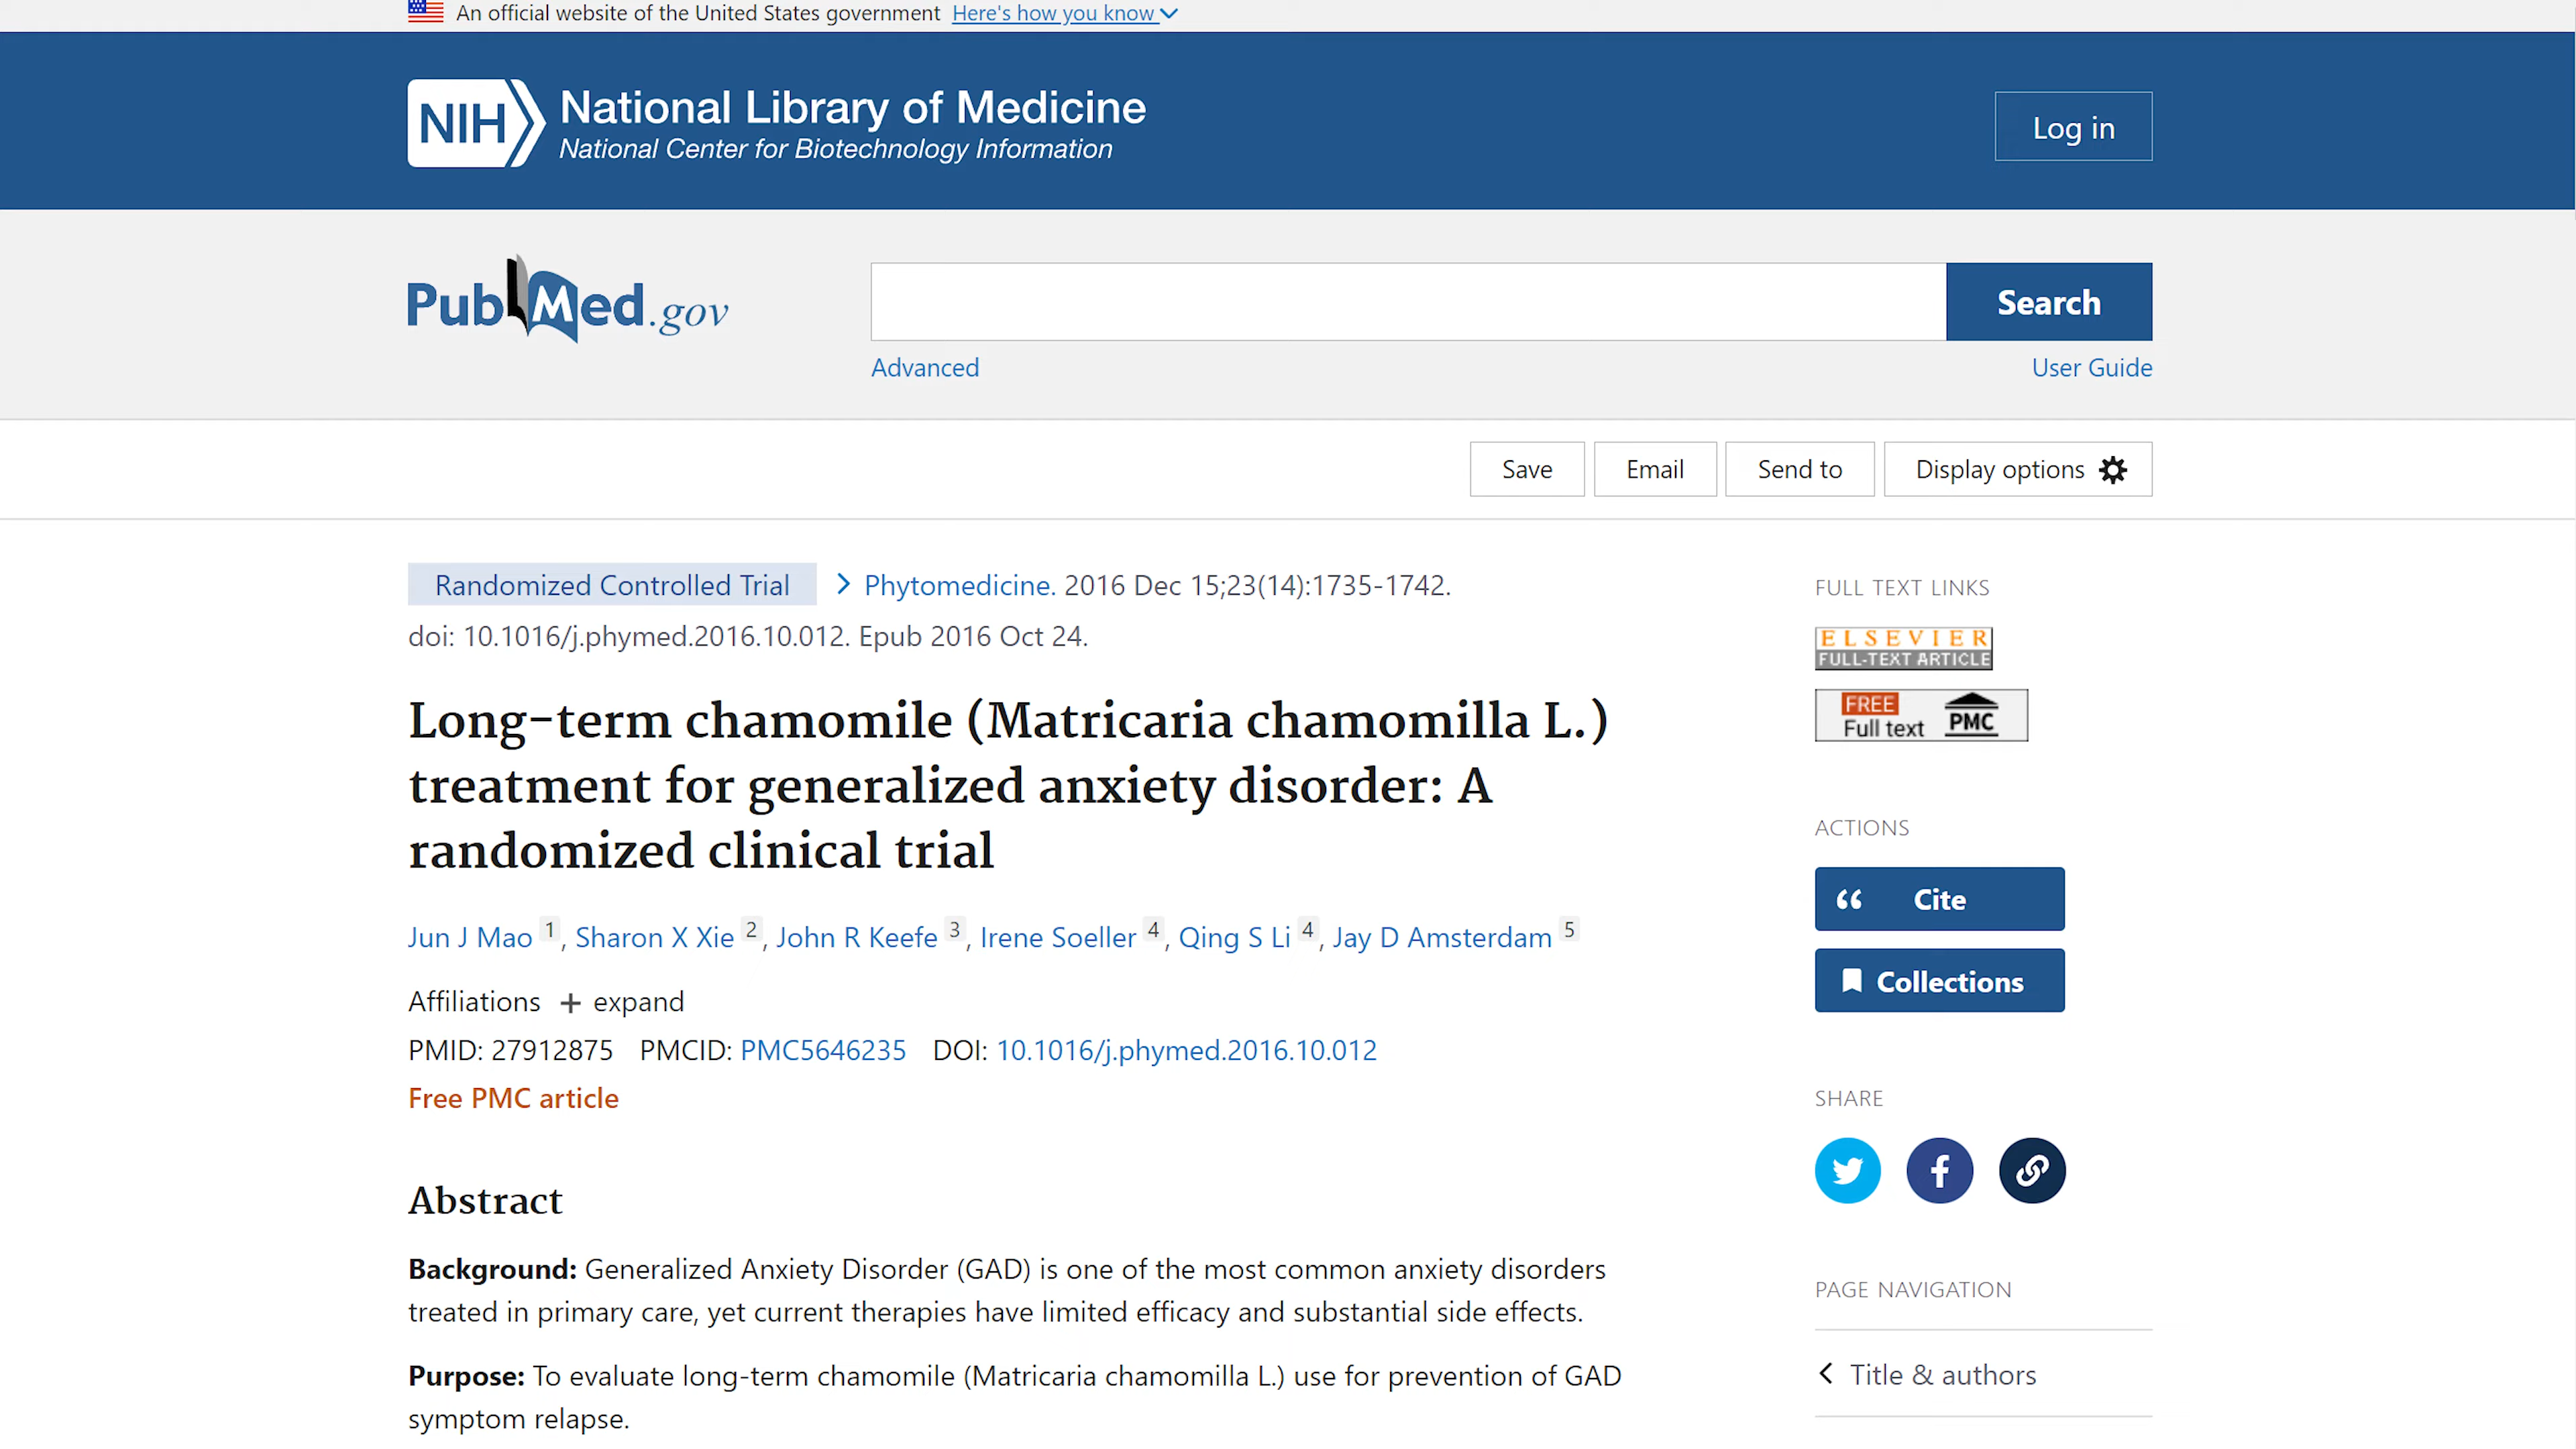 An official website of the United States government Here's how you know
NIH National Library of Medicine
National Center for Biotechnology Information
Log in
PubMed.gov
Search
Advanced
User Guide
Save Email Send to Display options
Randomized Controlled Trial > Phytomedicine. 2016 Dec 15;23(14):1735-1742.
doi: 10.1016/j.phymed.2016.10.012. Epub 2016 Oct 24.
Long-term chamomile (Matricaria chamomilla L.)
treatment for generalized anxiety disorder: A
randomized clinical trial
Jun J Mao 1, Sharon X Xie 2, John R Keefe 3, Irene Soeller 4, Qing S Li 4, Jay D Amsterdam 5
Affiliations + expand
PMID: 27912875 PMCID: PMC5646235 DOI: 10.1016/j.phymed.2016.10.012
Free PMC article
Abstract
Background: Generalized Anxiety Disorder (GAD) is one of the most common anxiety disorders
treated in primary care, yet current therapies have limited efficacy and substantial side effects.
Purpose: To evaluate long-term chamomile (Matricaria chamomilla L.) use for prevention of GAD
symptom relapse.
FULL TEXT LINKS
ELSEVIER
FULL-TEXT ARTICLE
FREE
Full text PMC
ACTIONS
Cite
Collections
SHARE
PAGE NAVIGATION
Title & authors